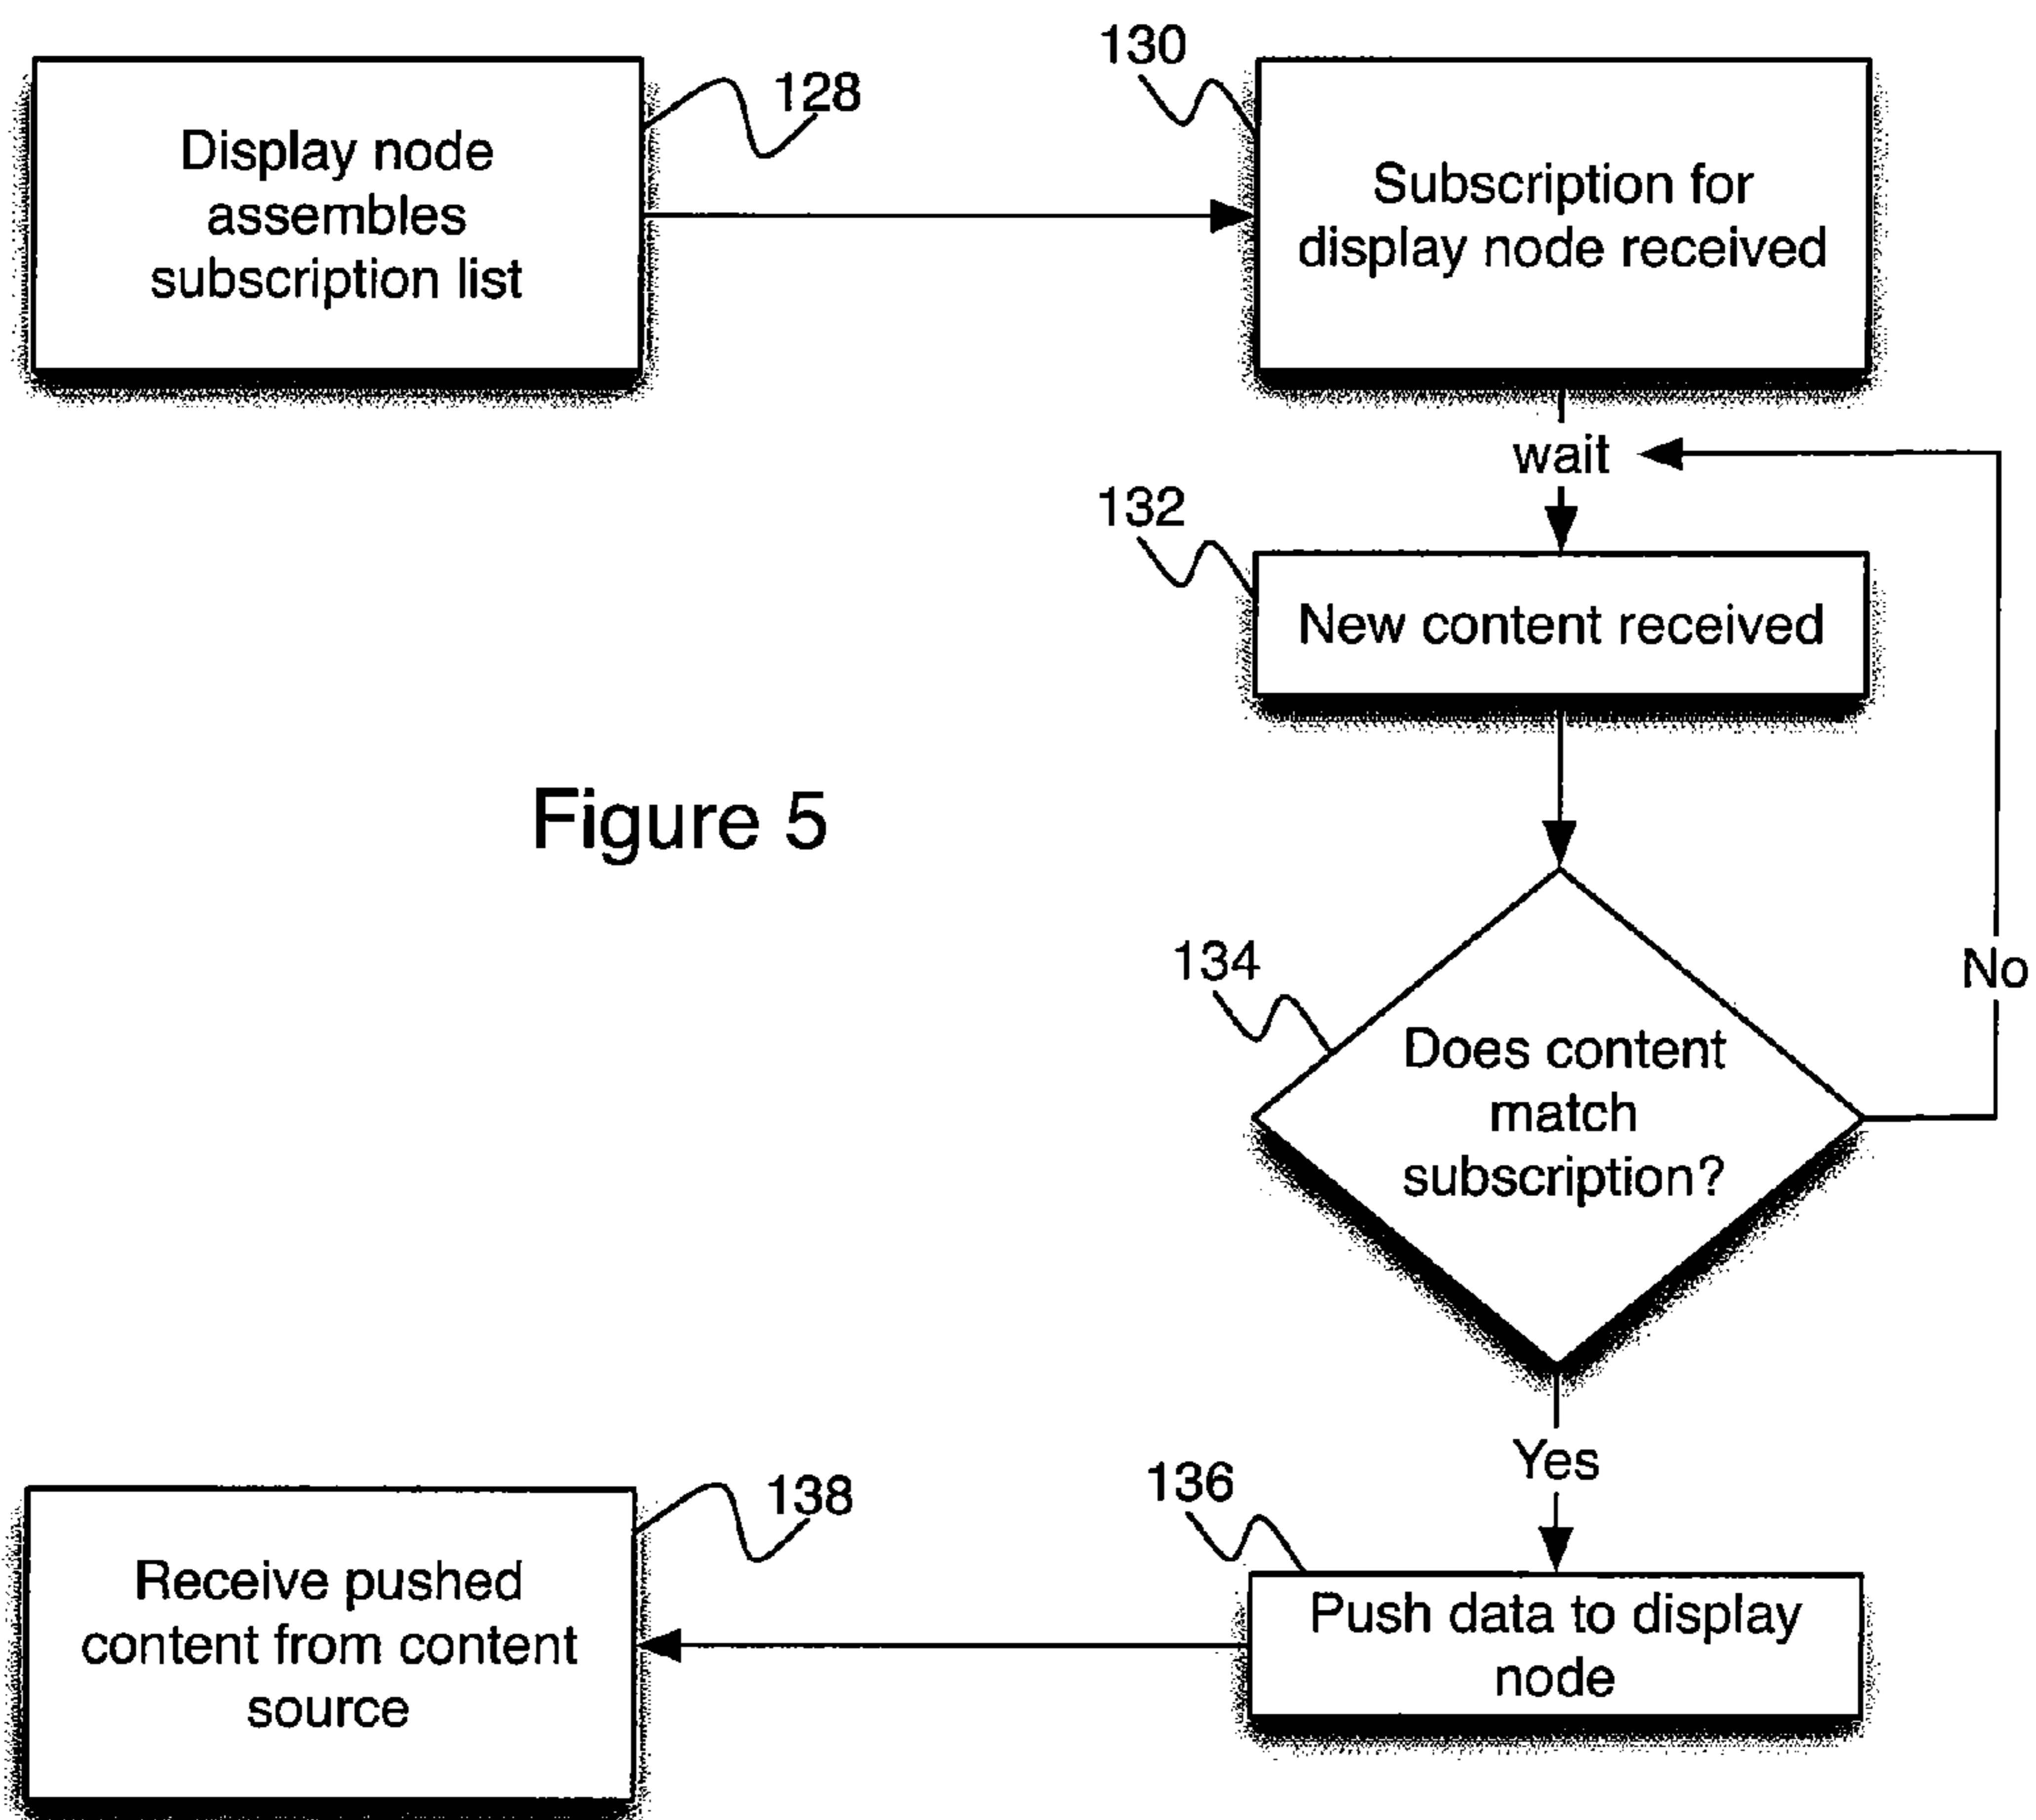 128
Display node
assembles
subscription list
130
Subscription for
display node received
wait
132
New content received
Figure 5
134
Does content
match
subscription?
No
Yes
136
Push data to display
node
138
Receive pushed
content from content
source